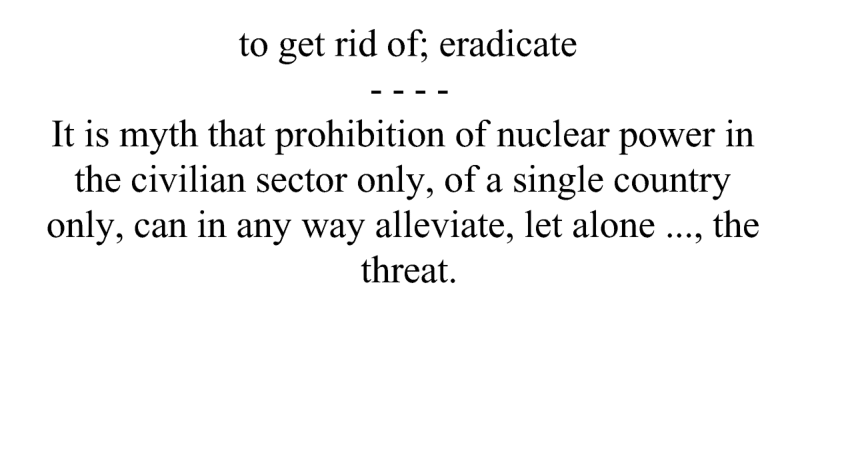 to get rid of; eradicate
- - - -
It is myth that prohibition of nuclear power in
the civilian sector only, of a single country
only, can in any way alleviate, let alone ..., the
threat.